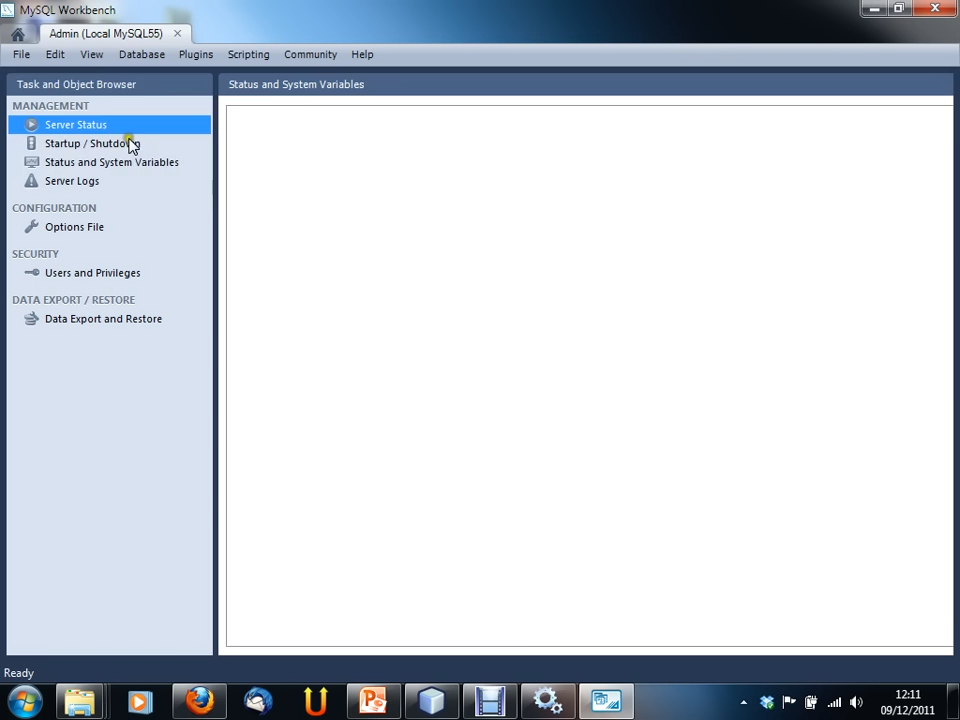 MySQL Workbench
Admin (Local MySQL55)
File Edit View Database Plugins Scripting Community Help
Task and Object Browser
Status and System Variables
MANAGEMENT
Server Status
Startup / Shutdown
Status and System Variables
Server Logs
CONFIGURATION
Options File
SECURITY
Users and Privileges
DATA EXPORT / RESTORE
Data Export and Restore
Ready
12:11
09/12/2011